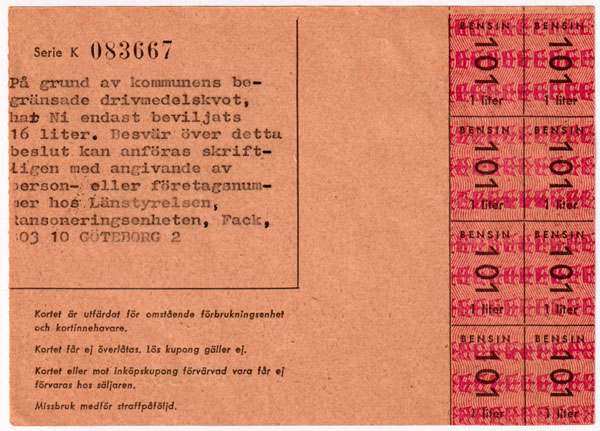 Serie K 083667
På grund av kommunens be-
gränsade drivmedelskvot,
har Ni endast beviljats
16 liter. Besvär över detta
beslut kan anföras skrift-
ligen med angivande av
person- eller företagsnum-
mer hos Länstyrelsen,
Ransoneringsenheten, Fack,
403 10 GÖTEBORG 2
Kortet är utfärdat för omstående förbrukningsenhet
och kortinnehavare.
Kortet får ej överlåtas. Lös kupong gäller ej.
Kortet eller mot inköpskupong förvärvad vara får ej
förvaras hos säljaren.
Missbruk medför straffpåföljd.
BENSIN BENSIN
101 101
1 liter 1 liter
BENSIN BENSIN
101 101
1 liter 1 liter
BENSIN BENSIN
101 101
1 liter 1 liter
BENSIN BENSIN
101 101
1 liter 1 liter